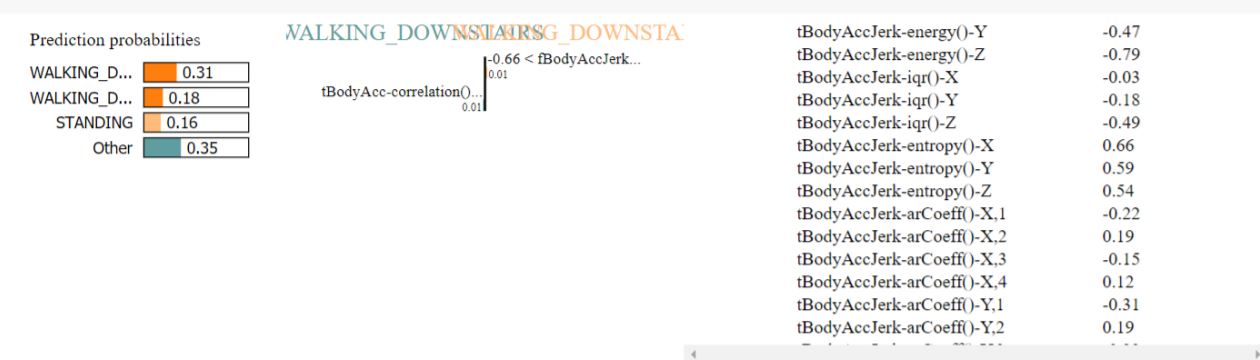 Prediction probabilities
WALKING_D... 0.31
WALKING_D... 0.18
STANDING 0.16
Other 0.35
WALKING_DOWNSTAIRS
-0.66 < fBodyAccJerk...
0.01
tBodyAcc-correlation()...
0.01
tBodyAccJerk-energy()-Y -0.47
tBodyAccJerk-energy()-Z -0.79
tBodyAccJerk-iqr()-X -0.03
tBodyAccJerk-iqr()-Y -0.18
tBodyAccJerk-iqr()-Z -0.49
tBodyAccJerk-entropy()-X 0.66
tBodyAccJerk-entropy()-Y 0.59
tBodyAccJerk-entropy()-Z 0.54
tBodyAccJerk-arCoeff()-X,1 -0.22
tBodyAccJerk-arCoeff()-X,2 0.19
tBodyAccJerk-arCoeff()-X,3 -0.15
tBodyAccJerk-arCoeff()-X,4 0.12
tBodyAccJerk-arCoeff()-Y,1 -0.31
tBodyAccJerk-arCoeff()-Y,2 0.19